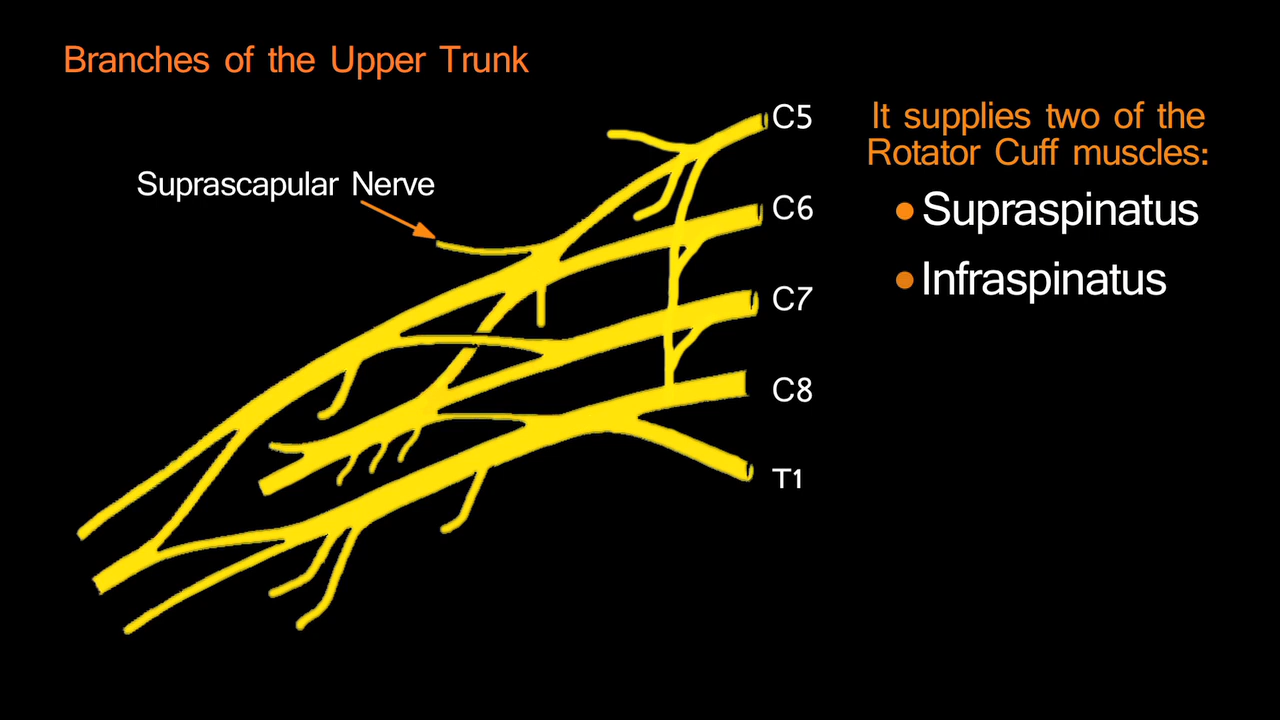 Branches of the Upper Trunk
Suprascapular Nerve
C5
C6
C7
C8
T1
It supplies two of the
Rotator Cuff muscles:
Supraspinatus
Infraspinatus